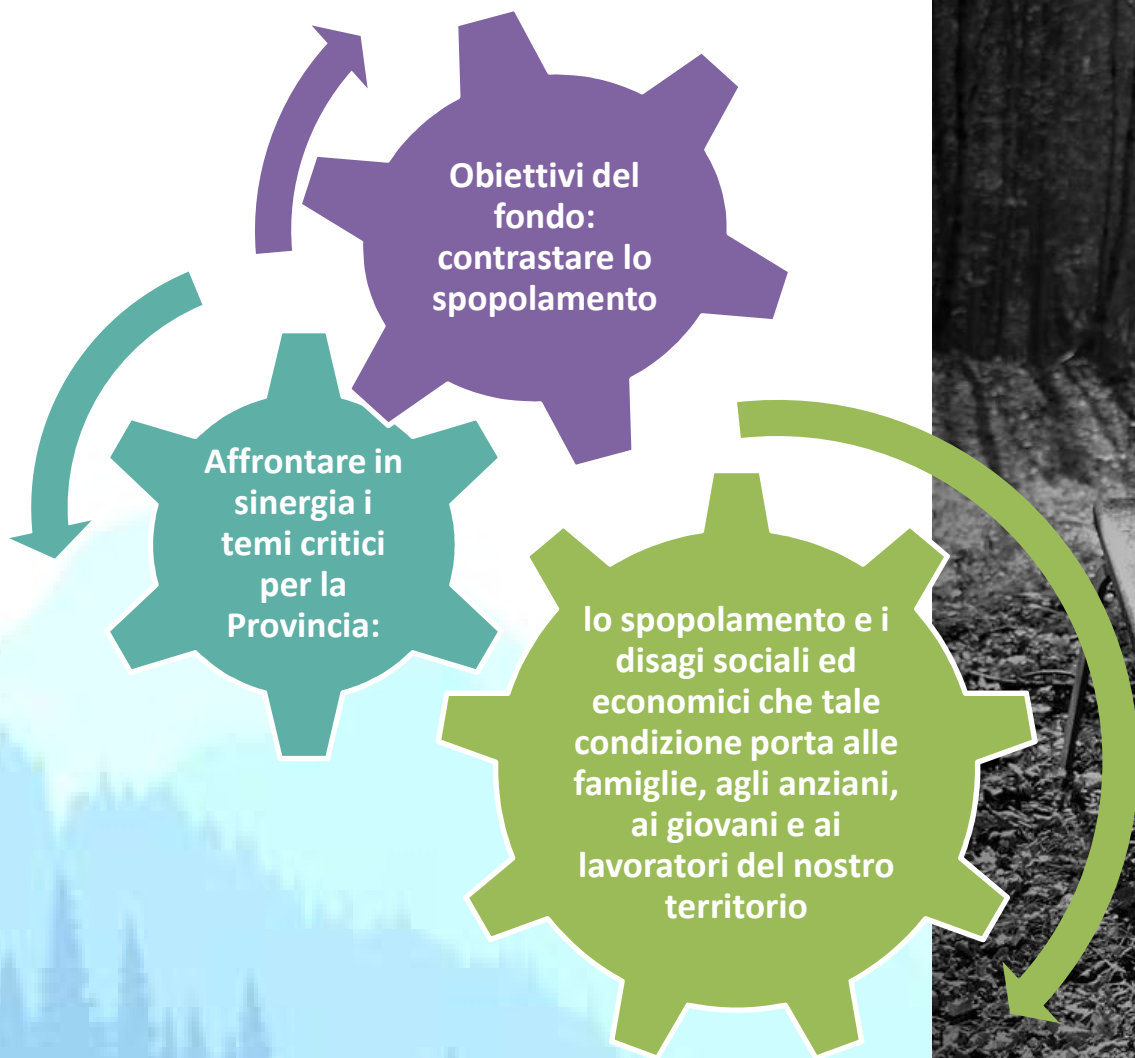 Obiettivi del
fondo:
contrastare lo
spopolamento
Affrontare in
sinergia i
temi critici
per la
Provincia:
lo spopolamento e i
disagi sociali ed
economici che tale
condizione porta alle
famiglie, agli anziani,
ai giovani e ai
lavoratori del nostro
territorio